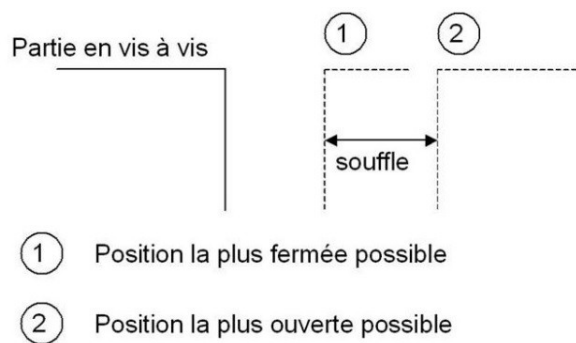 1 2
Partie en vis à vis
souffle
1 Position la plus fermée possible
2 Position la plus ouverte possible